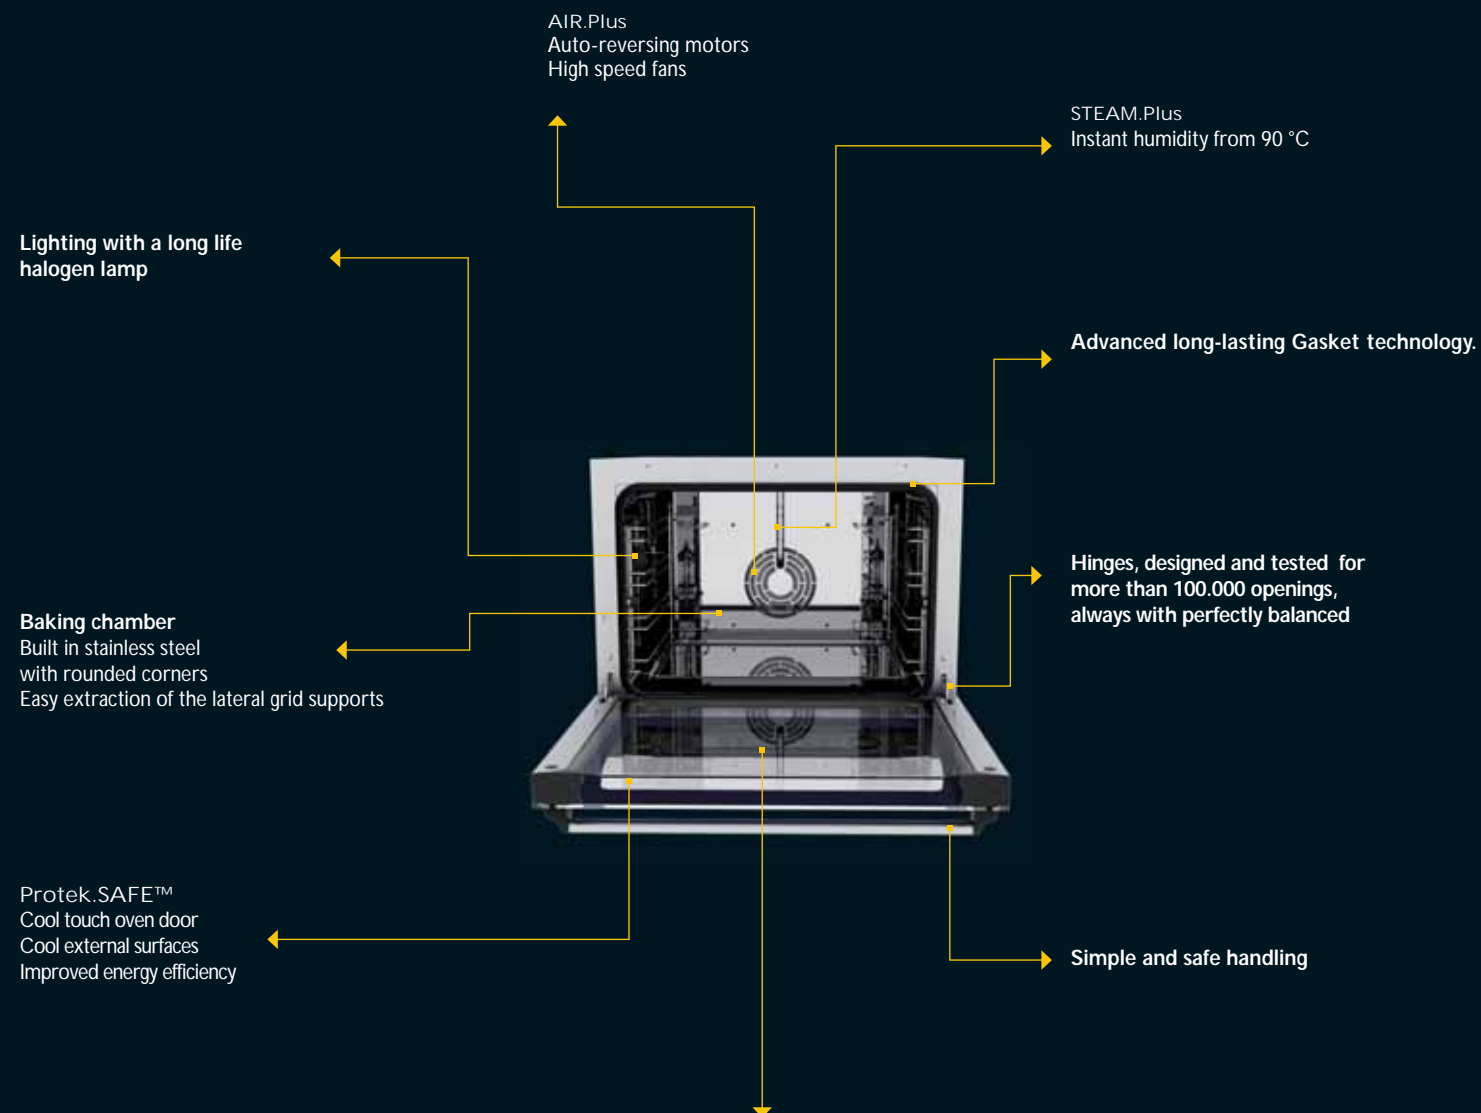 AIR.Plus
Auto-reversing motors
High speed fans
STEAM.Plus
Instant humidity from 90 °C
Lighting with a long life
halogen lamp
Advanced long-lasting Gasket technology.
Hinges, designed and tested for
more than 100.000 openings,
always with perfectly balanced
Baking chamber
Built in stainless steel
with rounded corners
Easy extraction of the lateral grid supports
Protek.SAFE™
Cool touch oven door
Cool external surfaces
Improved energy efficiency
Simple and safe handling